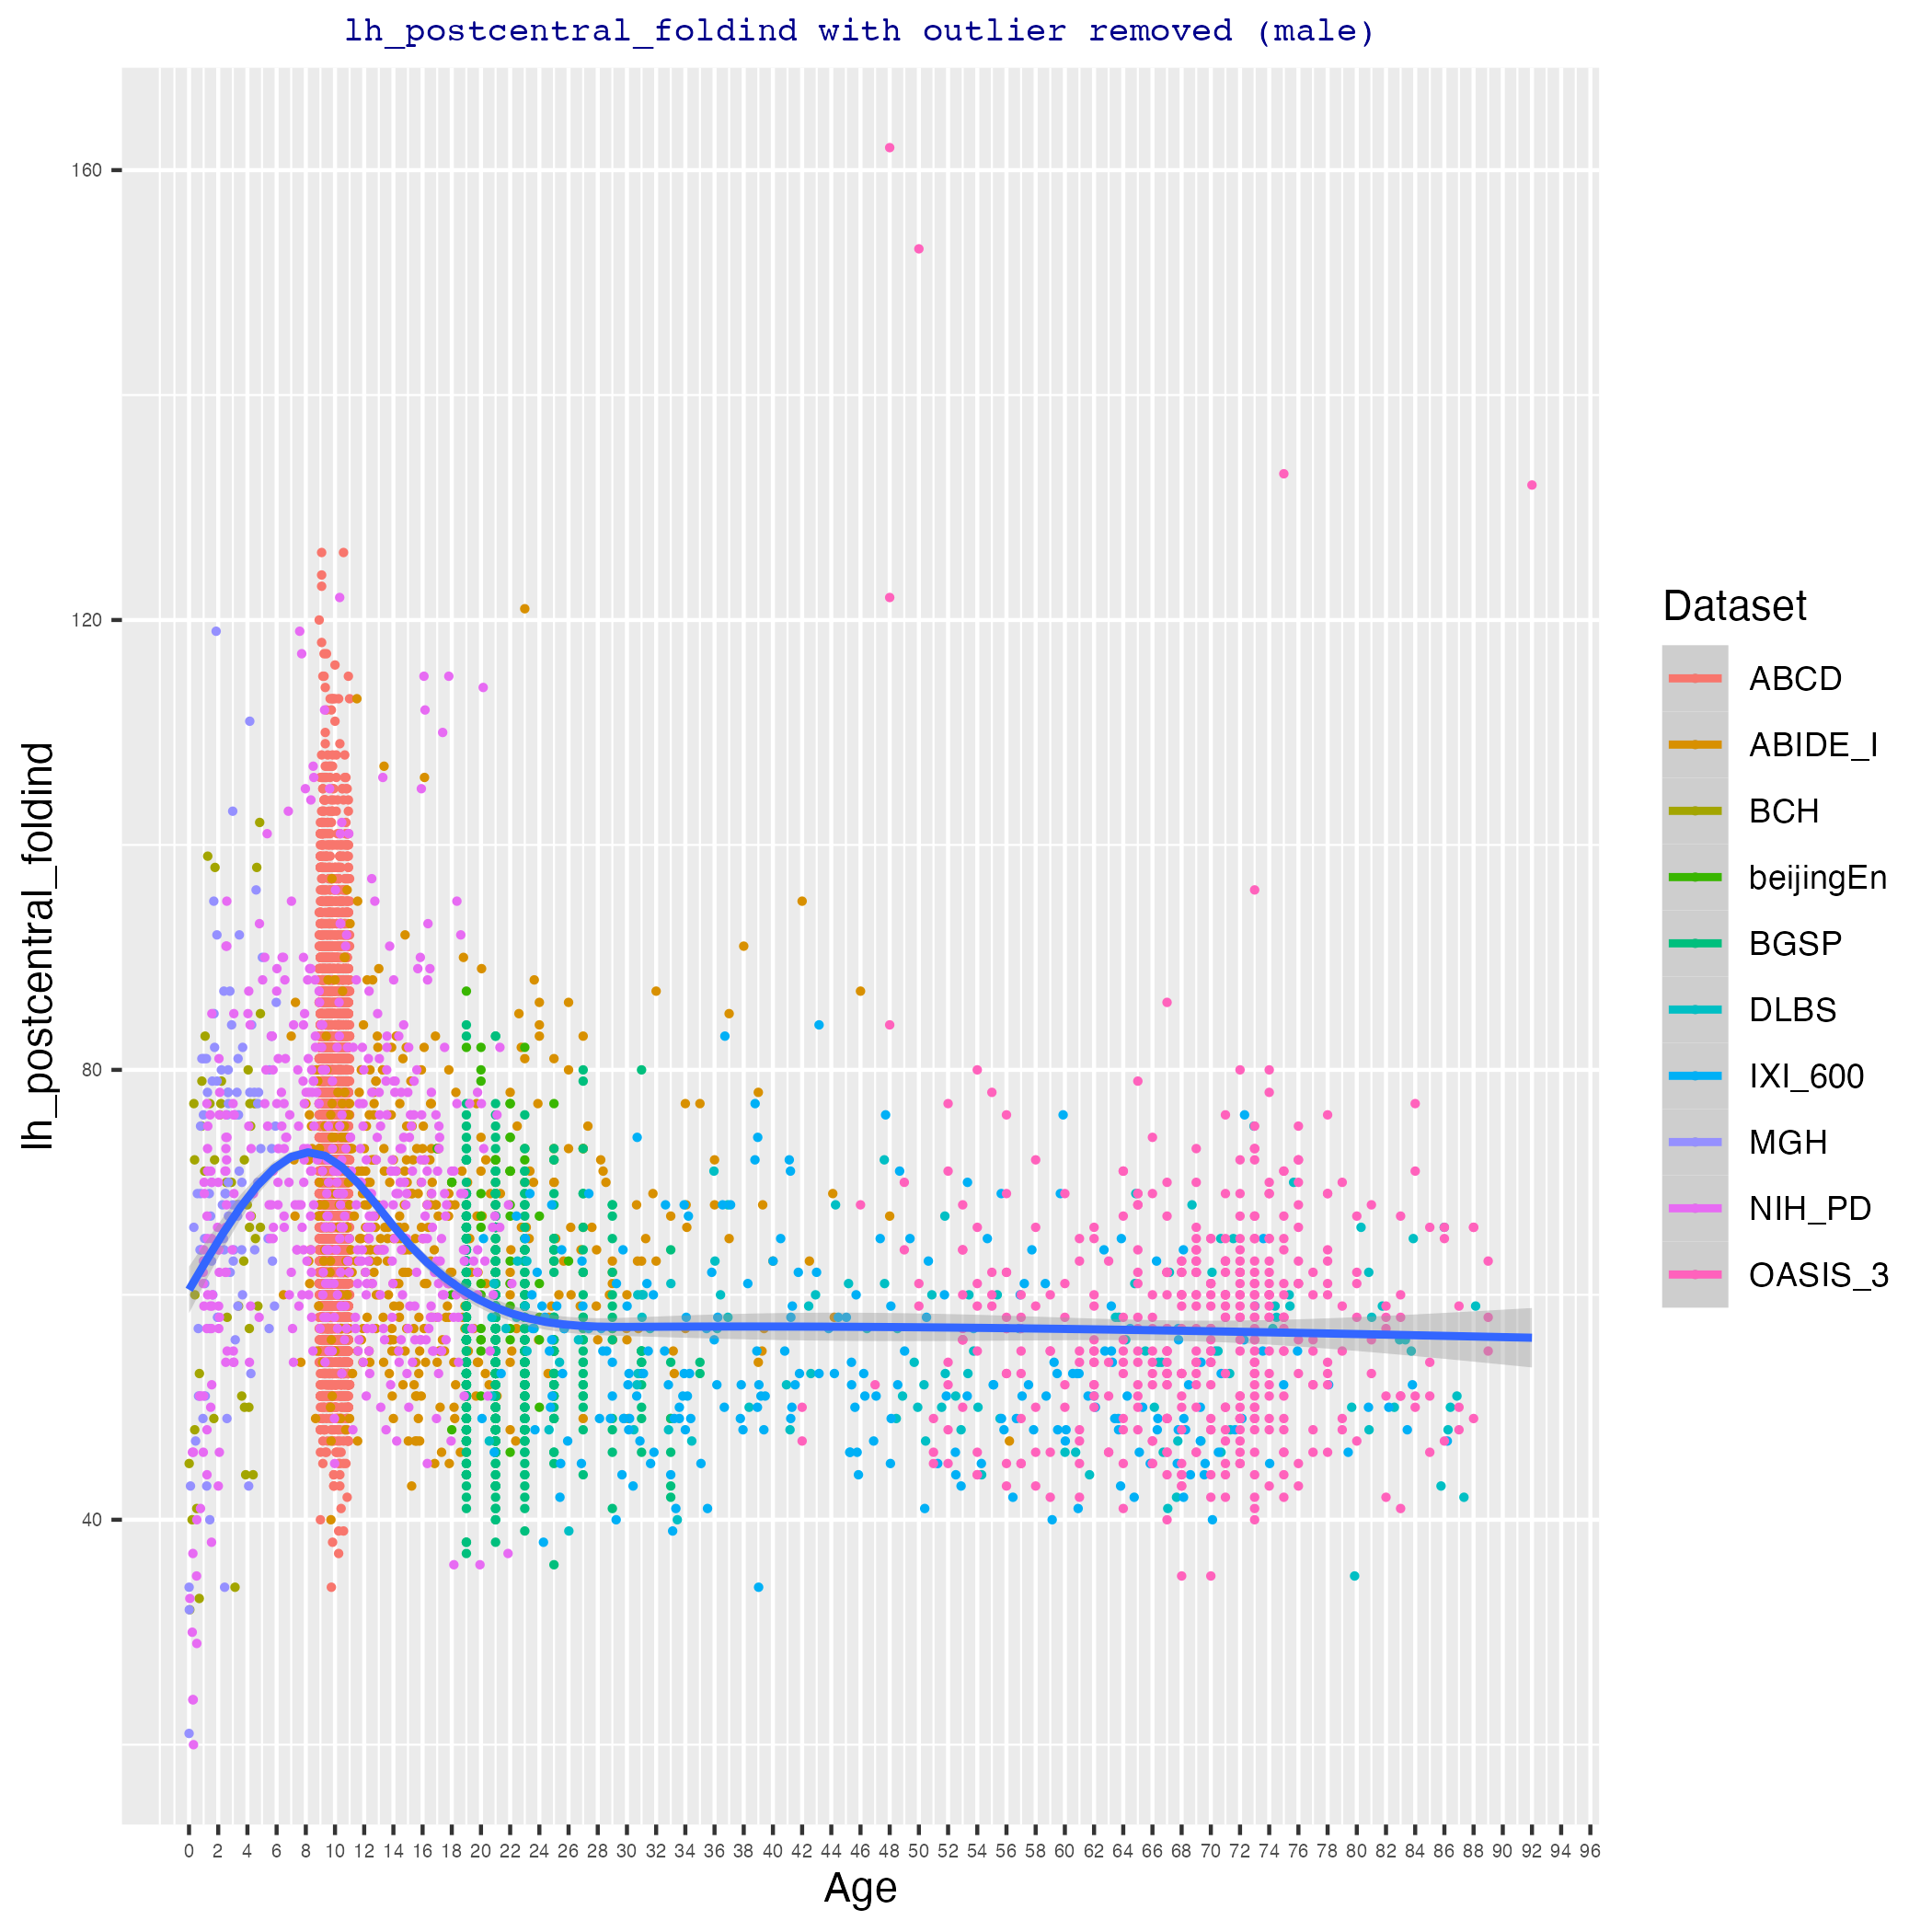 lh_postcentral_foldind with outlier removed (male)
lh_postcentral_foldind
160
120
80
40
0 2 4 6 8 10 12 14 16 18 20 22 24 26 28 30 32 34 36 38 40 42 44 46 48 50 52 54 56 58 60 62 64 66 68 70 72 74 76 78 80 82 84 86 88 90 92 94 96
Age
Dataset
ABCD
ABIDE_I
BCH
beijingEn
BGSP
DLBS
IXI_600
MGH
NIH_PD
OASIS_3